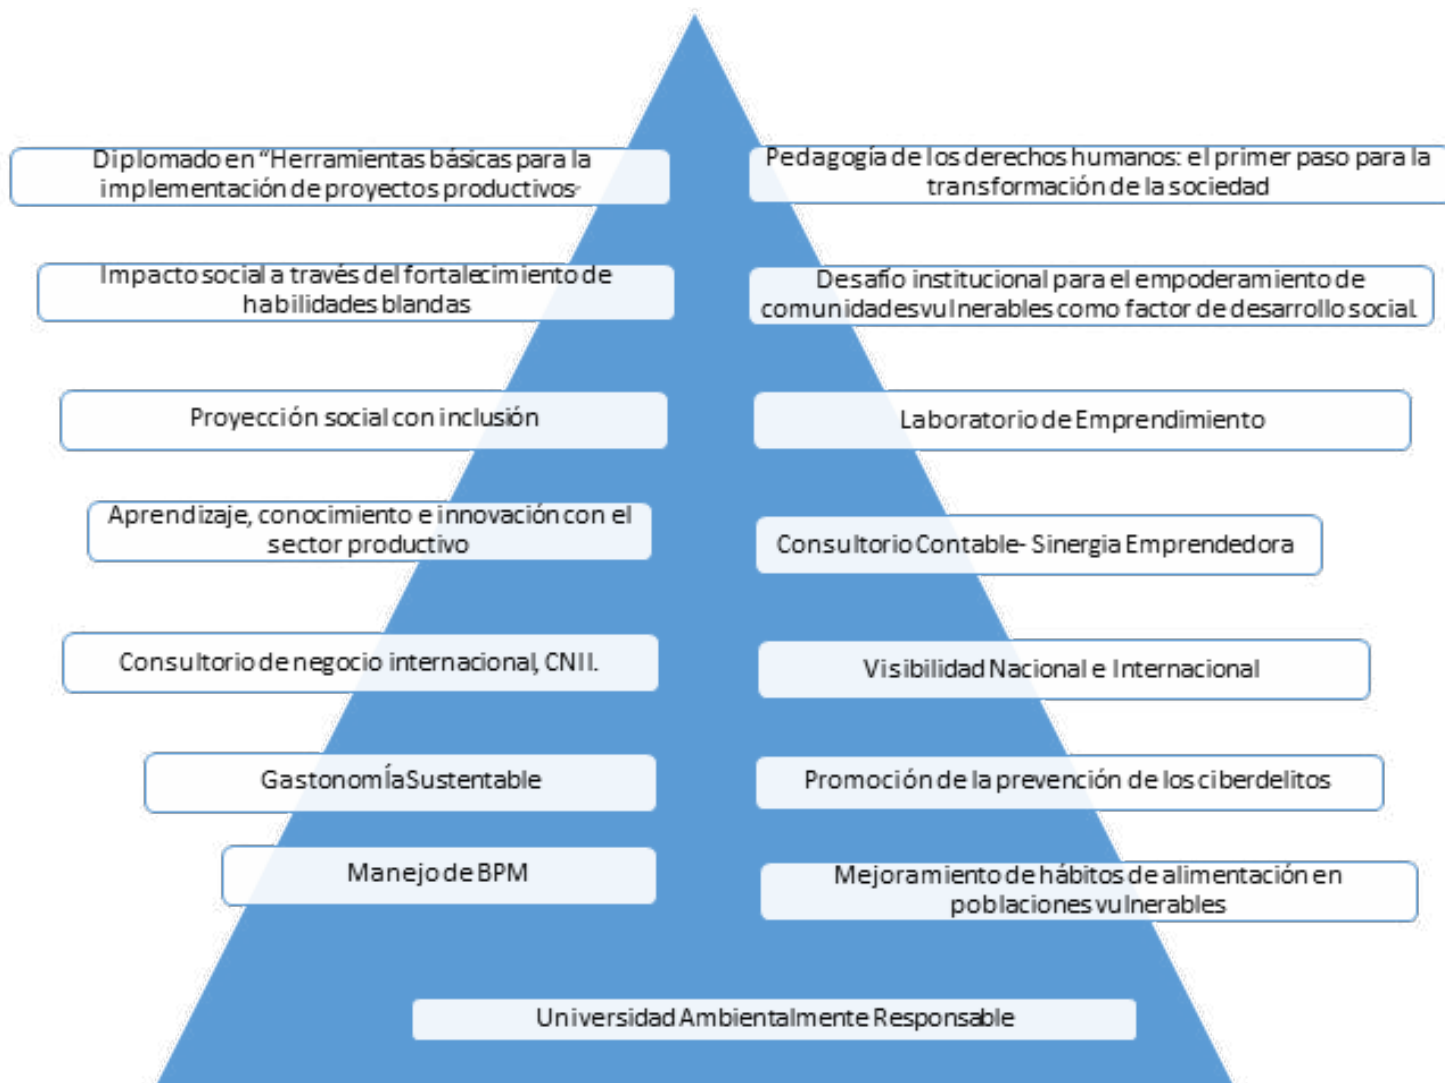 Diplomado en “Herramientas básicas para la
implementación de proyectos productivos
Pedagogía de los derechos humanos: el primer paso para la
transformación de la sociedad
Impacto social a través del fortalecimiento de
habilidades blandas
Desafío institucional para el empoderamiento de
comunidades vulnerables como factor de desarrollo social.
Proyección social con inclusión
Laboratorio de Emprendimiento
Aprendizaje, conocimiento e innovación con el
sector productivo
Consultorio Contable- Sinergia Emprendedora
Consultorio de negocio internacional, CNII.
Visibilidad Nacional e Internacional
GastonomÍa Sustentable
Promoción de la prevención de los ciberdelitos
Manejo de BPM
Mejoramiento de hábitos de alimentación en
poblaciones vulnerables
Universidad Ambientalmente Responsable